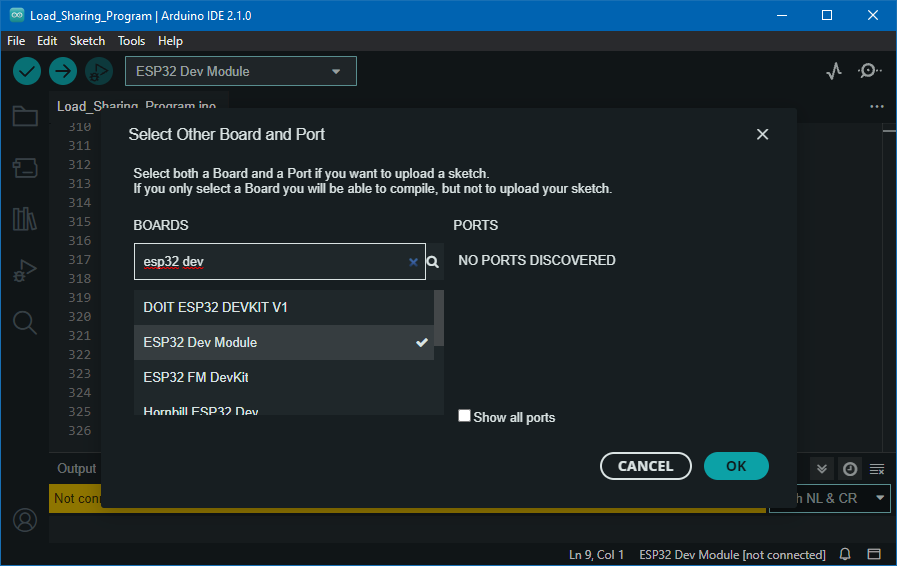 Load_Sharing_Program | Arduino IDE 2.1.0
File Edit Sketch Tools Help
ESP32 Dev Module
Load_Sharing_Program.ino
310
311
312
313
314
315
316
317
318
319
320
321
322
323
324
325
326
Select Other Board and Port
Select both a Board and a Port if you want to upload a sketch.
If you only select a Board you will be able to compile, but not to upload your sketch.
BOARDS
PORTS
esp32 dev
NO PORTS DISCOVERED
DOIT ESP32 DEVKIT V1
ESP32 Dev Module
ESP32 FM DevKit
Hornbill ESP32 Dev
Show all ports
CANCEL
OK
Output
Not con
h NL & CR
Ln 9, Col 1 ESP32 Dev Module [not connected]